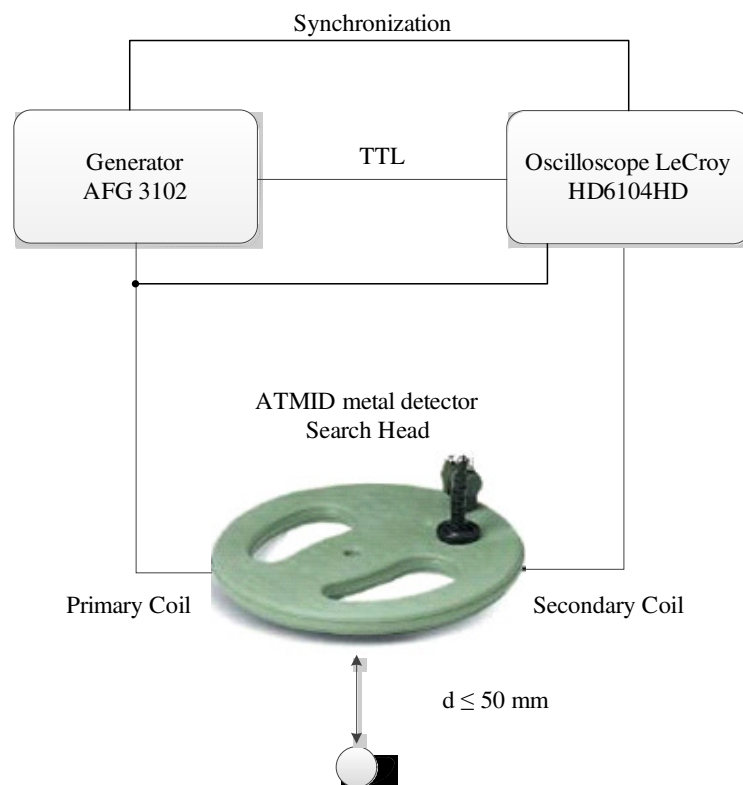 Synchronization
Generator
AFG 3102
TTL
Oscilloscope LeCroy
HD6104HD
ATMID metal detector
Search Head
Primary Coil
Secondary Coil
d ≤ 50 mm